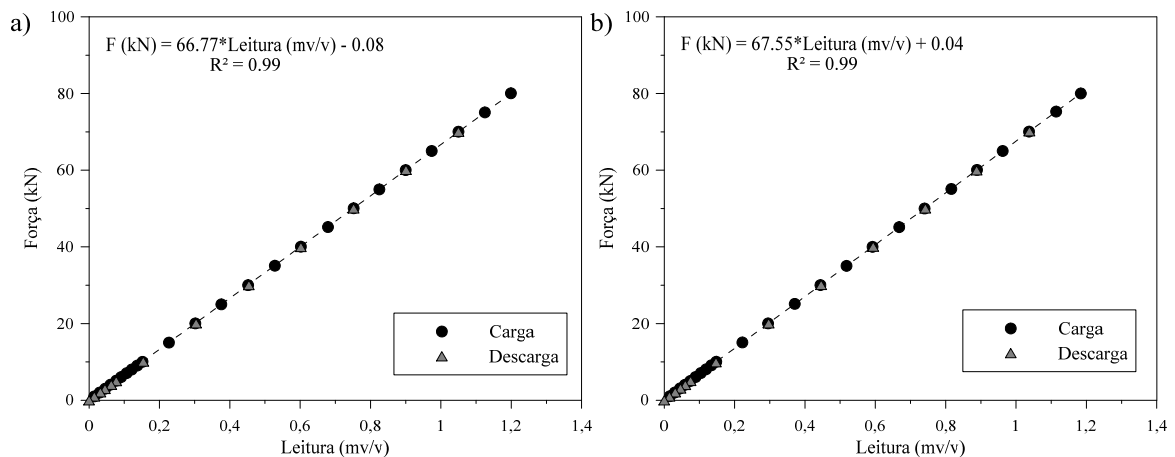 a)
F (kN) = 66.77*Leitura (mv/v) - 0.08
R² = 0.99
Força (kN)
100
80
60
40
20
0
Carga
Descarga
0 0,2 0,4 0,6 0,8 1 1,2 1,4
Leitura (mv/v)
b)
F (kN) = 67.55*Leitura (mv/v) + 0.04
R² = 0.99
Força (kN)
100
80
60
40
20
0
Carga
Descarga
0 0,2 0,4 0,6 0,8 1 1,2 1,4
Leitura (mv/v)